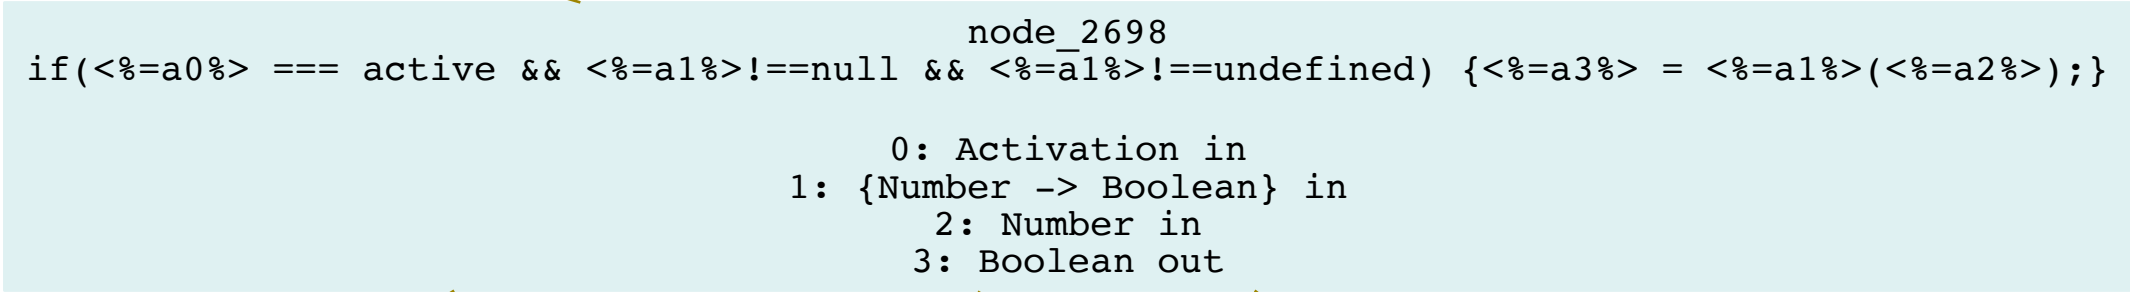 node_2698
if(<%=a0%> === active && <%=a1%>!==null && <%=a1%>!==undefined) {<%=a3%> = <%=a1%>(<%=a2%>);}
0: Activation in
1: {Number -> Boolean} in
2: Number in
3: Boolean out